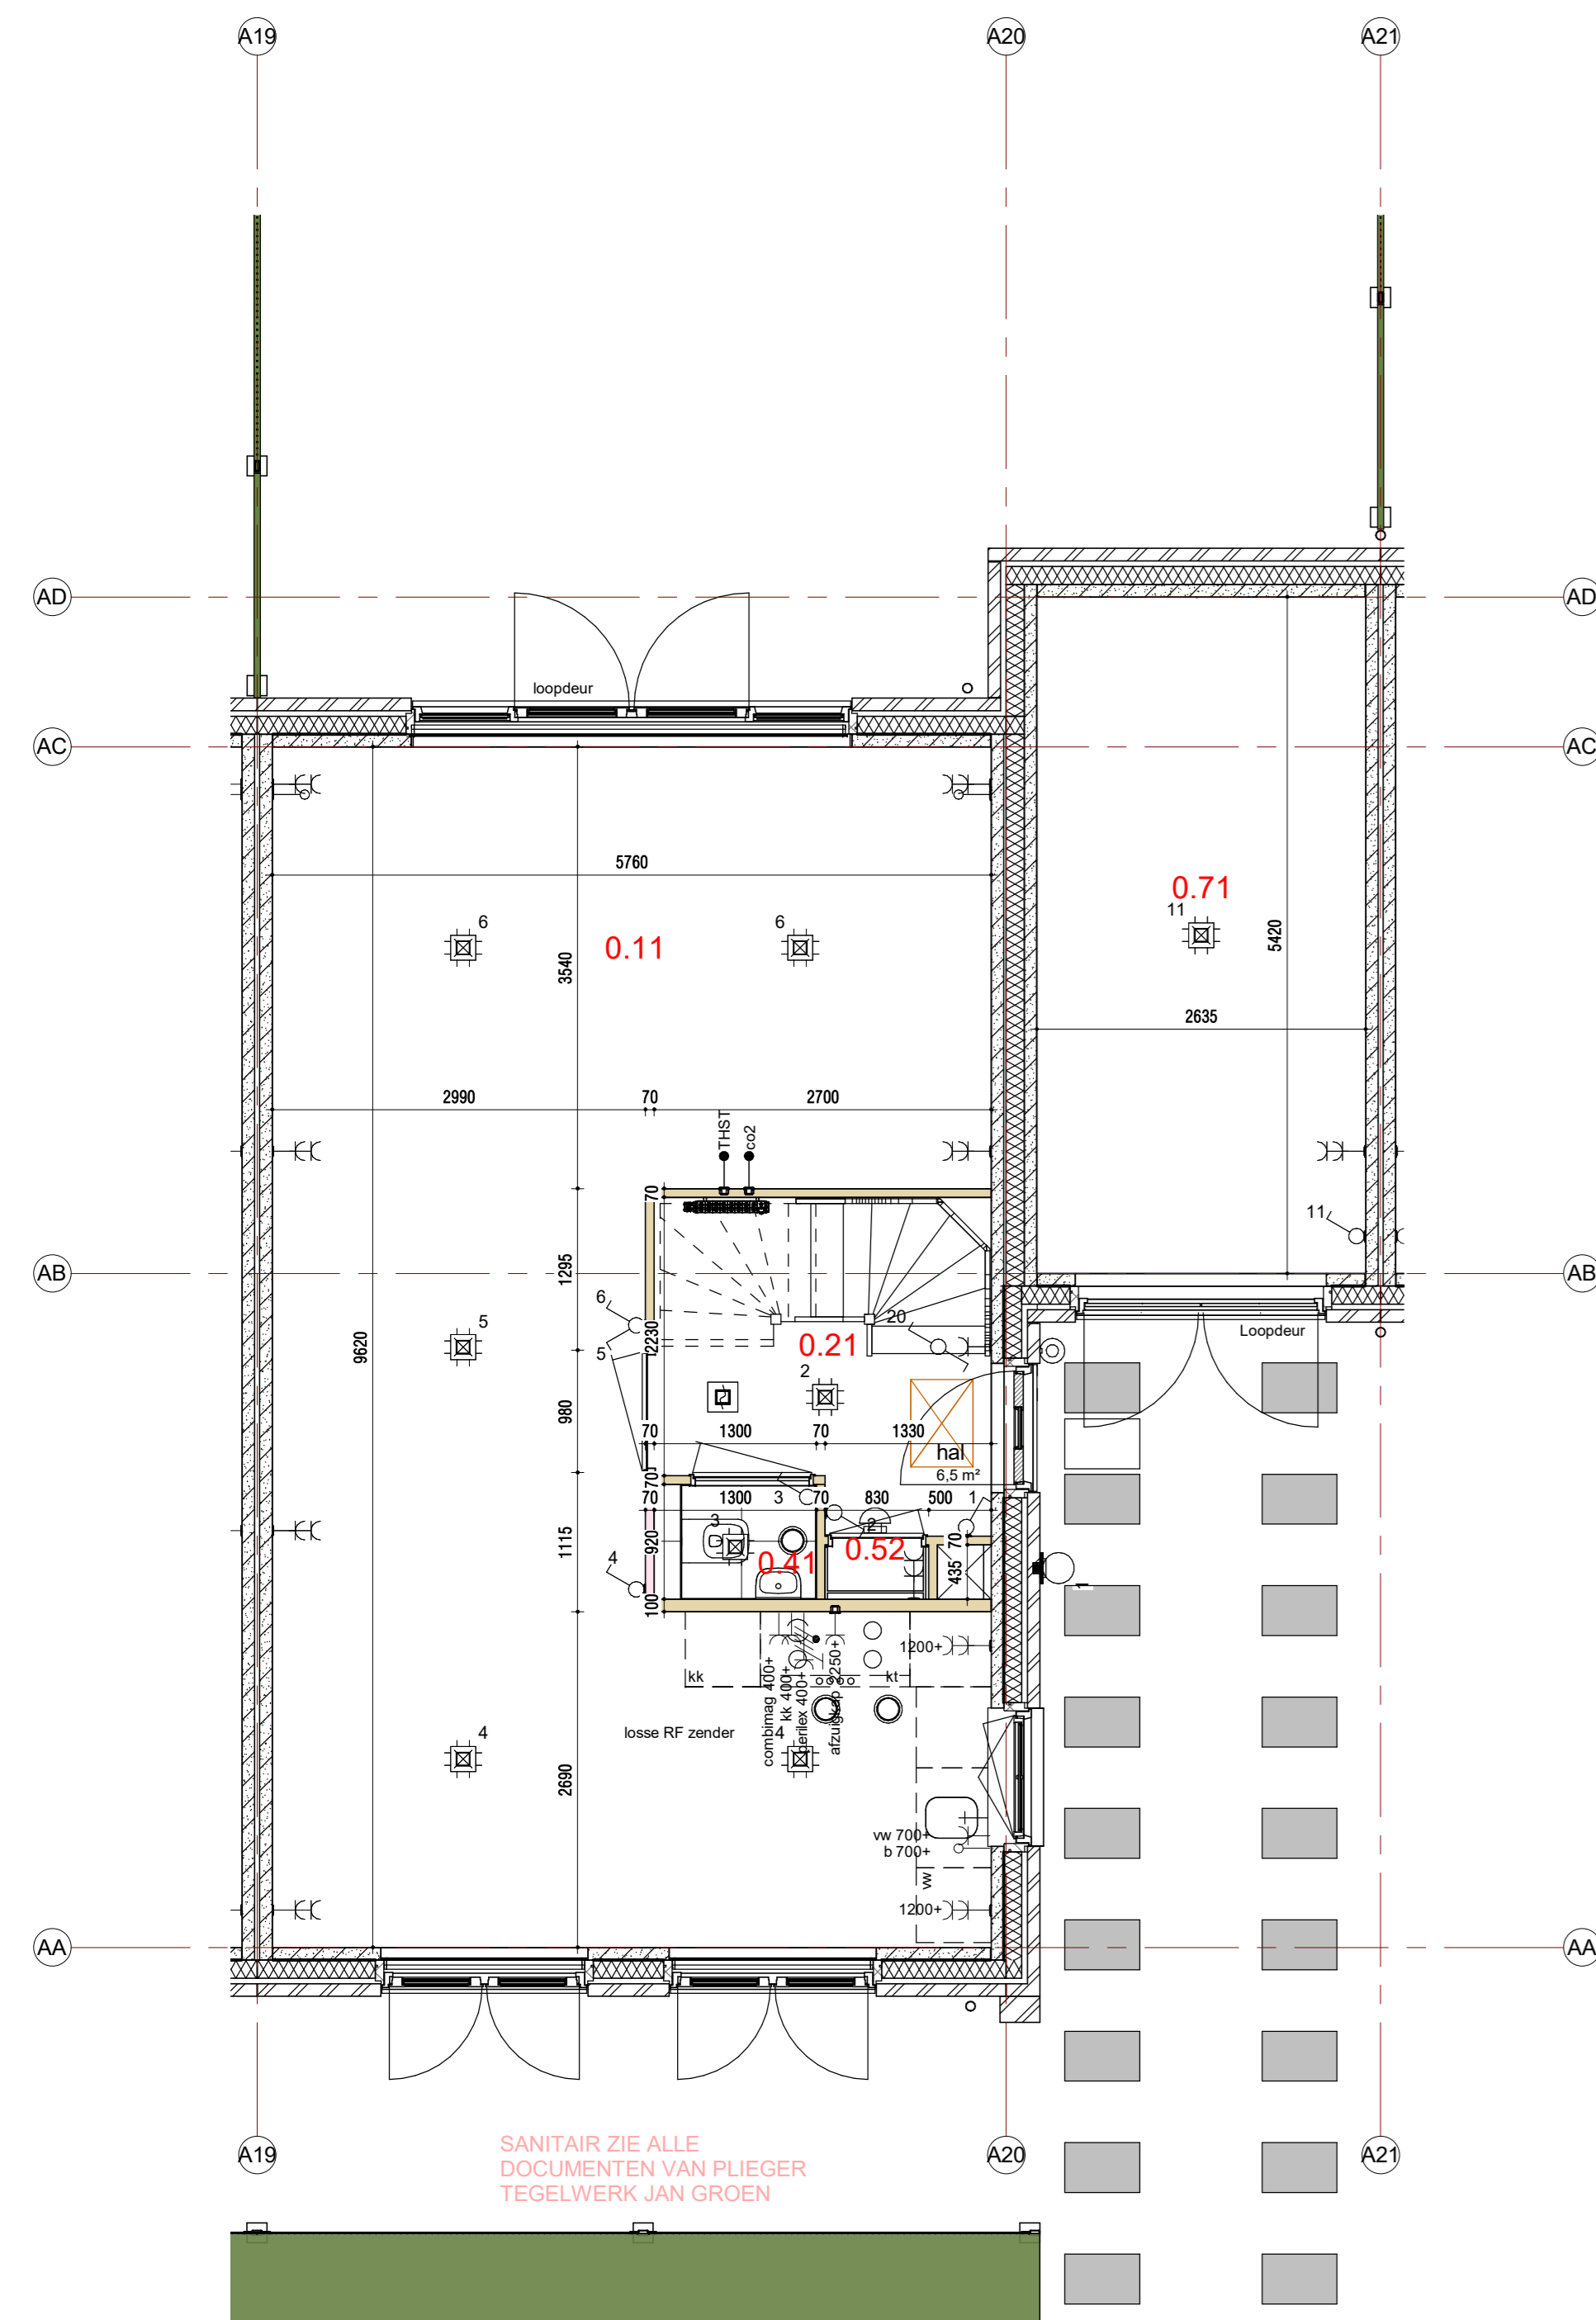 A19
A20
A21
AD
AD
loopdeur
AC
AC
5760
0.71
11
6
6
0.11
3540
5420
2635
2990
70
2700
THST
co2
70
11
AB
1295
AB
6
20
Loopdeur
5
2230
5
0.21
9620
2
980
70
1300
70
1330
hal
6,5 m²
70
70
1300
3
70
830
500
1
3
2
1115
920
0.41
0.52
70
435
4
100
1200+
kk
kt
combimag 400+
kk 400+
perilex 400+
afzuigkap 2250+
4
losse RF zender
4
2690
vw 700+
b 700+
vw
1200+
AA
AA
A19
A20
A21
SANITAIR ZIE ALLE
DOCUMENTEN VAN PLIEGER
TEGELWERK JAN GROEN